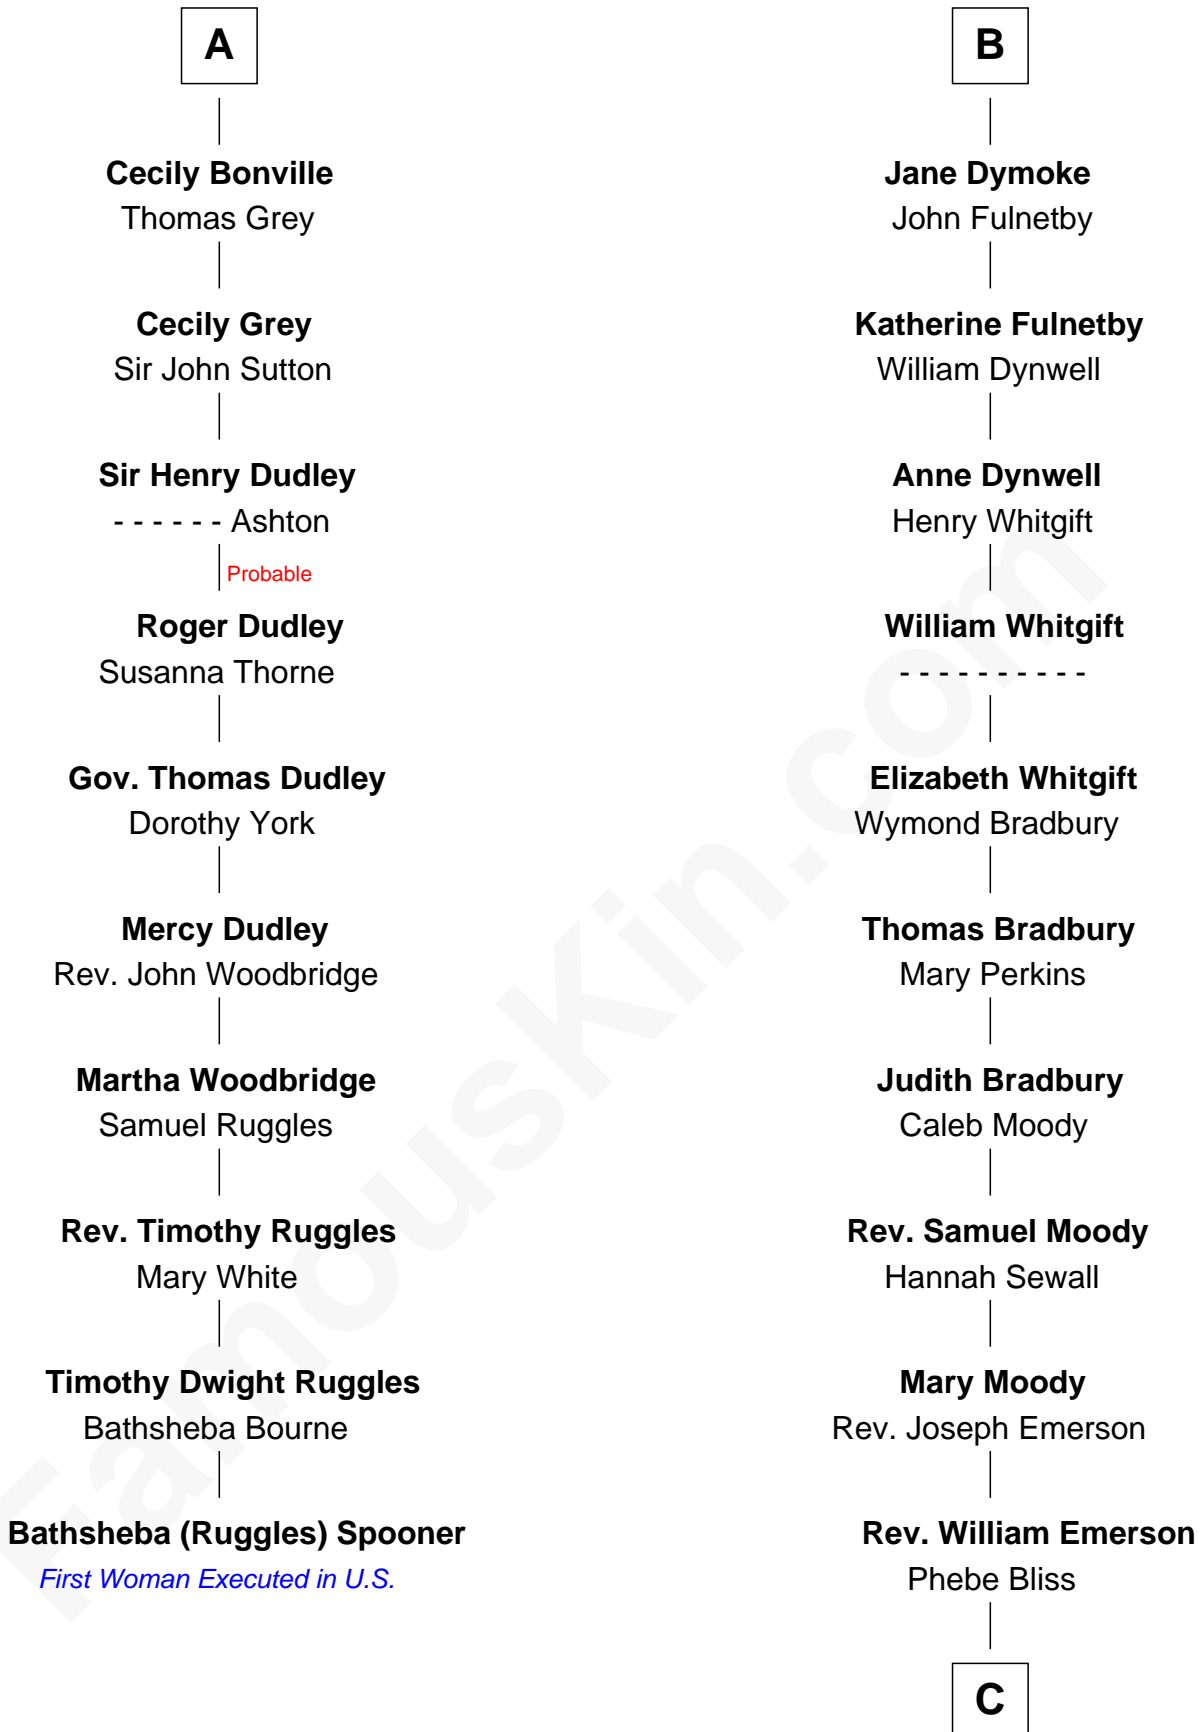 A
Cecily Bonville
Thomas Grey
Cecily Grey
Sir John Sutton
Sir Henry Dudley
- - - - - - Ashton
Probable
Roger Dudley
Susanna Thorne
Gov. Thomas Dudley
Dorothy York
Mercy Dudley
Rev. John Woodbridge
Martha Woodbridge
Samuel Ruggles
Rev. Timothy Ruggles
Mary White
Timothy Dwight Ruggles
Bathsheba Bourne
Bathsheba (Ruggles) Spooner
First Woman Executed in U.S.
B
Jane Dymoke
John Fulnetby
Katherine Fulnetby
William Dynwell
Anne Dynwell
Henry Whitgift
William Whitgift
- - - - - - - - - -
Elizabeth Whitgift
Wymond Bradbury
Thomas Bradbury
Mary Perkins
Judith Bradbury
Caleb Moody
Rev. Samuel Moody
Hannah Sewall
Mary Moody
Rev. Joseph Emerson
Rev. William Emerson
Phebe Bliss
C
FamousKin.com